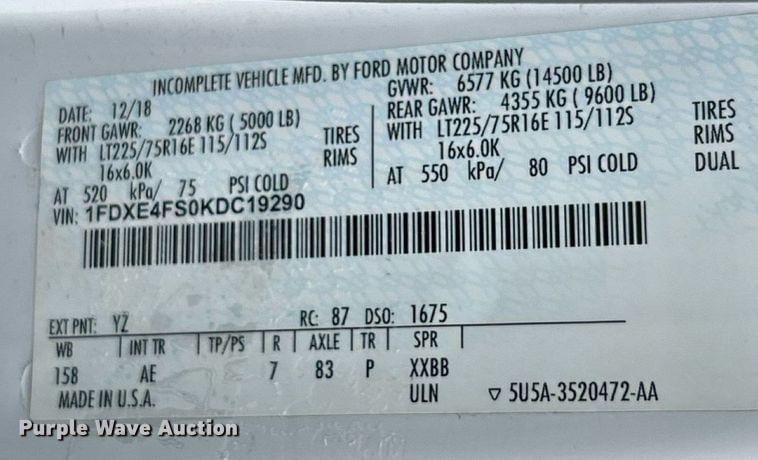 INCOMPLETE VEHICLE MFD. BY FORD MOTOR COMPANY
DATE: 12/18
GVWR: 6577 KG (14500 LB)
FRONT GAWR: 2268 KG ( 5000 LB)
REAR GAWR: 4355 KG ( 9600 LB)
WITH LT225/75R16E 115/112S TIRES
WITH LT225/75R16E 115/112S TIRES
16x6.0K RIMS
16x6.0K RIMS
AT 520 kPa/ 75 PSI COLD
AT 550 kPa/ 80 PSI COLD DUAL
VIN: 1FDXE4FS0KDC19290
EXT PNT: YZ RC: 87 DSO: 1675
WB INT TR TP/PS R AXLE TR SPR
158 AE 7 83 P XXBB
MADE IN U.S.A. ULN ▽ 5U5A-3520472-AA
Purple Wave Auction